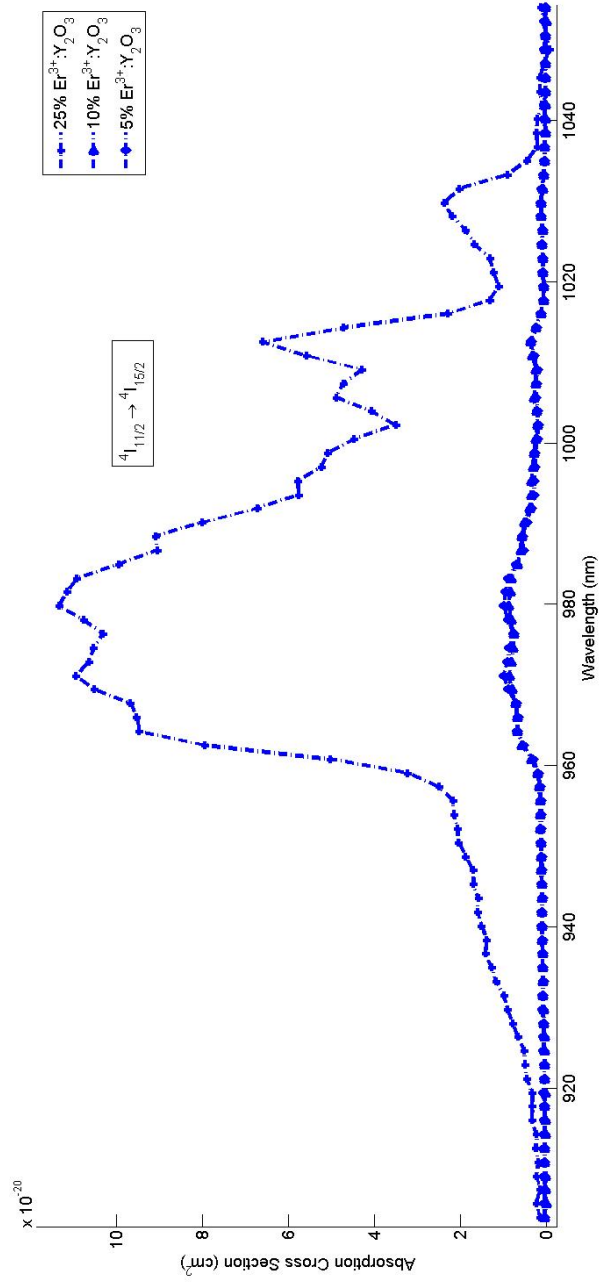 x 10⁻²⁰
Absorption Cross Section (cm²)
10
8
6
4
2
0
920
940
960
980
1000
1020
1040
Wavelength (nm)
⁴I₁₁/₂ → ⁴I₁₅/₂
25% Er³⁺:Y₂O₃
10% Er³⁺:Y₂O₃
5% Er³⁺:Y₂O₃